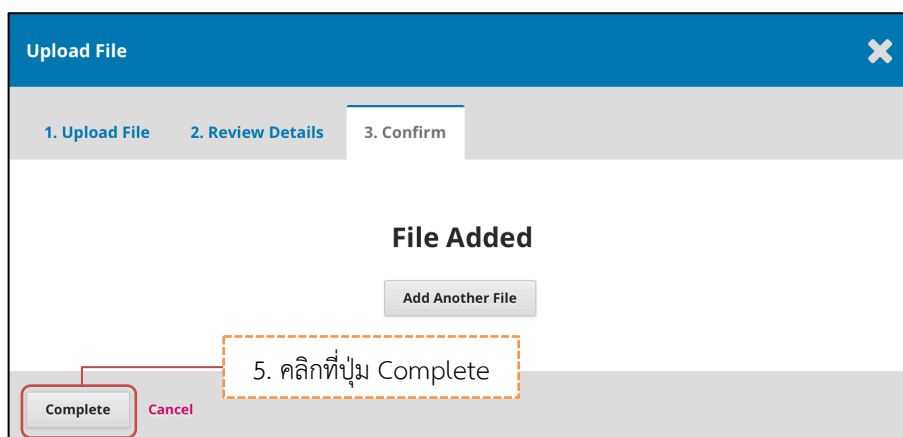 Upload File
1. Upload File 2. Review Details 3. Confirm
File Added
Add Another File
5. คลิกที่ปุ่ม Complete
Complete Cancel